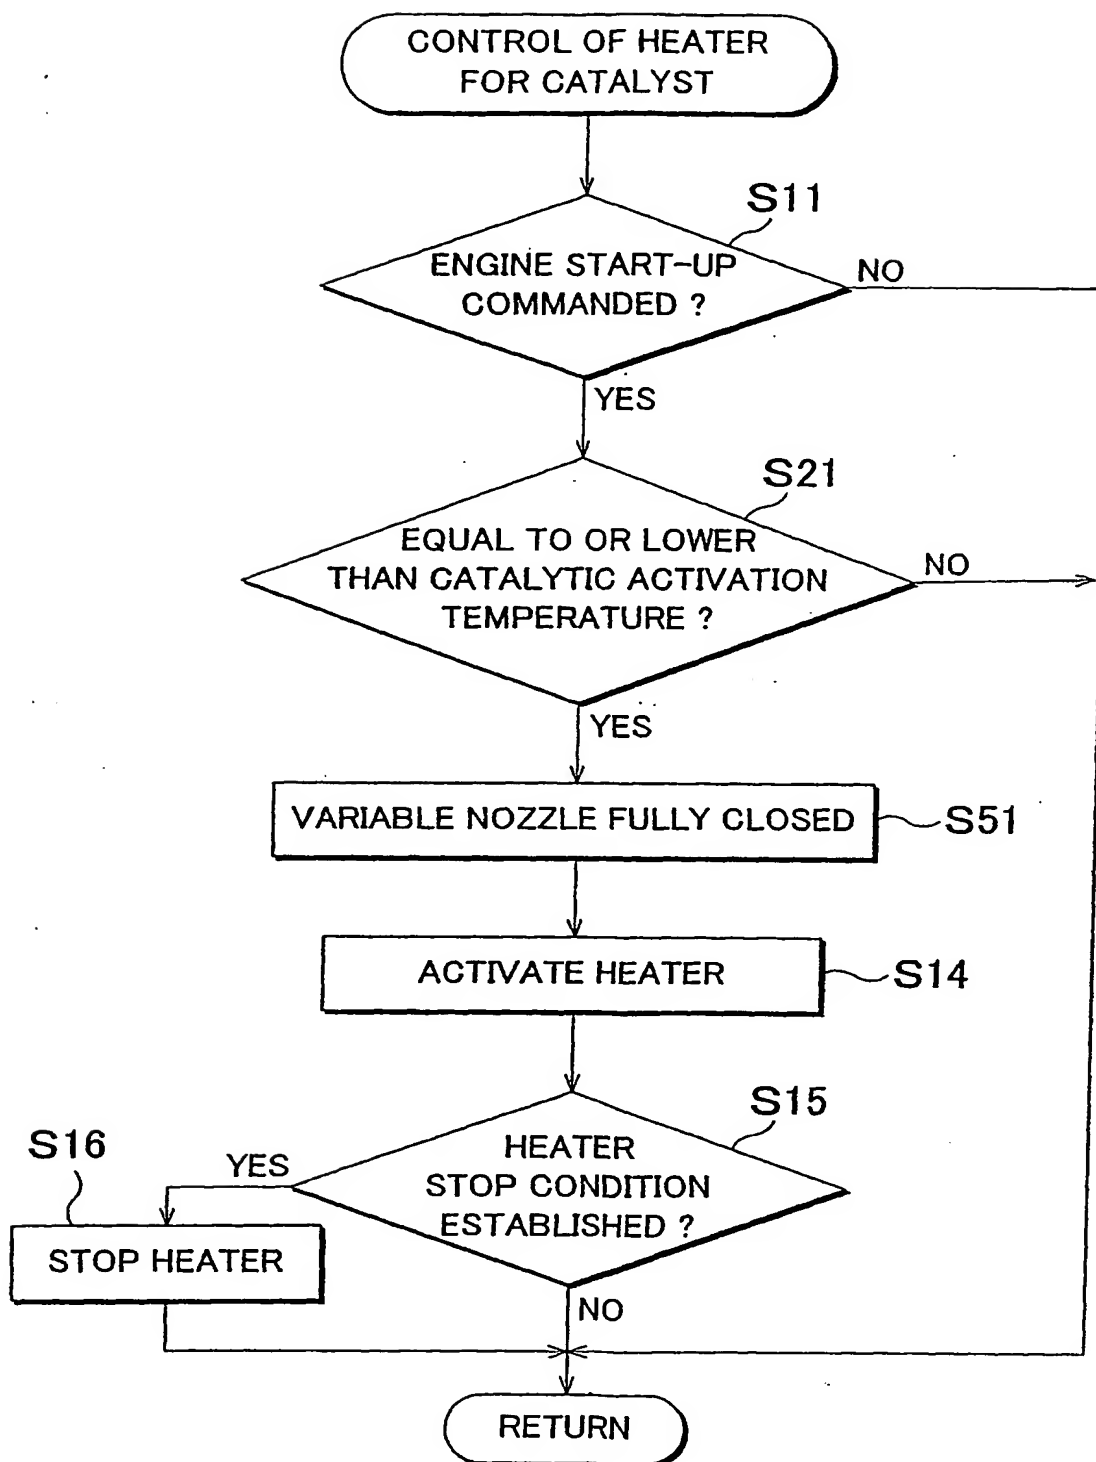 CONTROL OF HEATER
FOR CATALYST
S11
ENGINE START-UP
COMMANDED ?
NO
YES
S21
EQUAL TO OR LOWER
THAN CATALYTIC ACTIVATION
TEMPERATURE ?
NO
YES
VARIABLE NOZZLE FULLY CLOSED
S51
ACTIVATE HEATER
S14
S15
HEATER
STOP CONDITION
ESTABLISHED ?
S16
YES
STOP HEATER
NO
RETURN